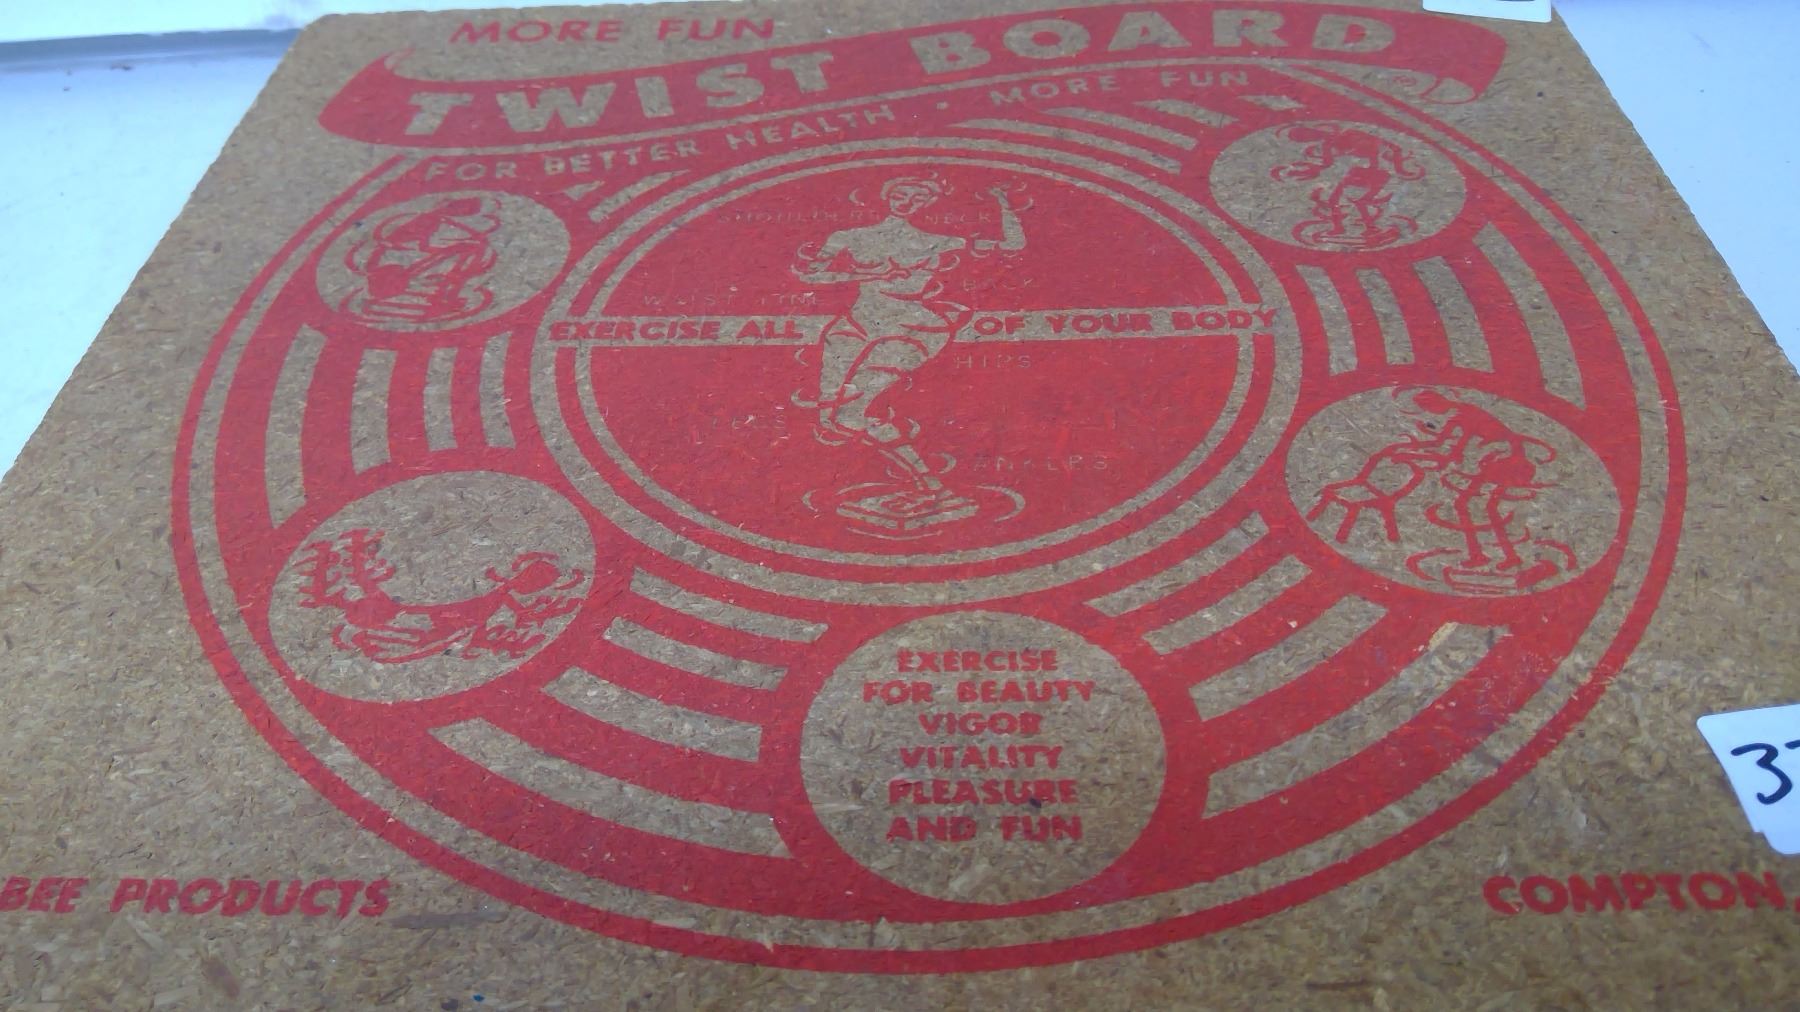 MORE FUN
TWIST BOARD
FOR BETTER HEALTH • MORE FUN
SHOULDERS NECK
WAIST LINE BACK
EXERCISE ALL OF YOUR BODY
HIPS
LEGS
ANKLES
EXERCISE
FOR BEAUTY
VIGOR
VITALITY
PLEASURE
AND FUN
BEE PRODUCTS
COMPTON,